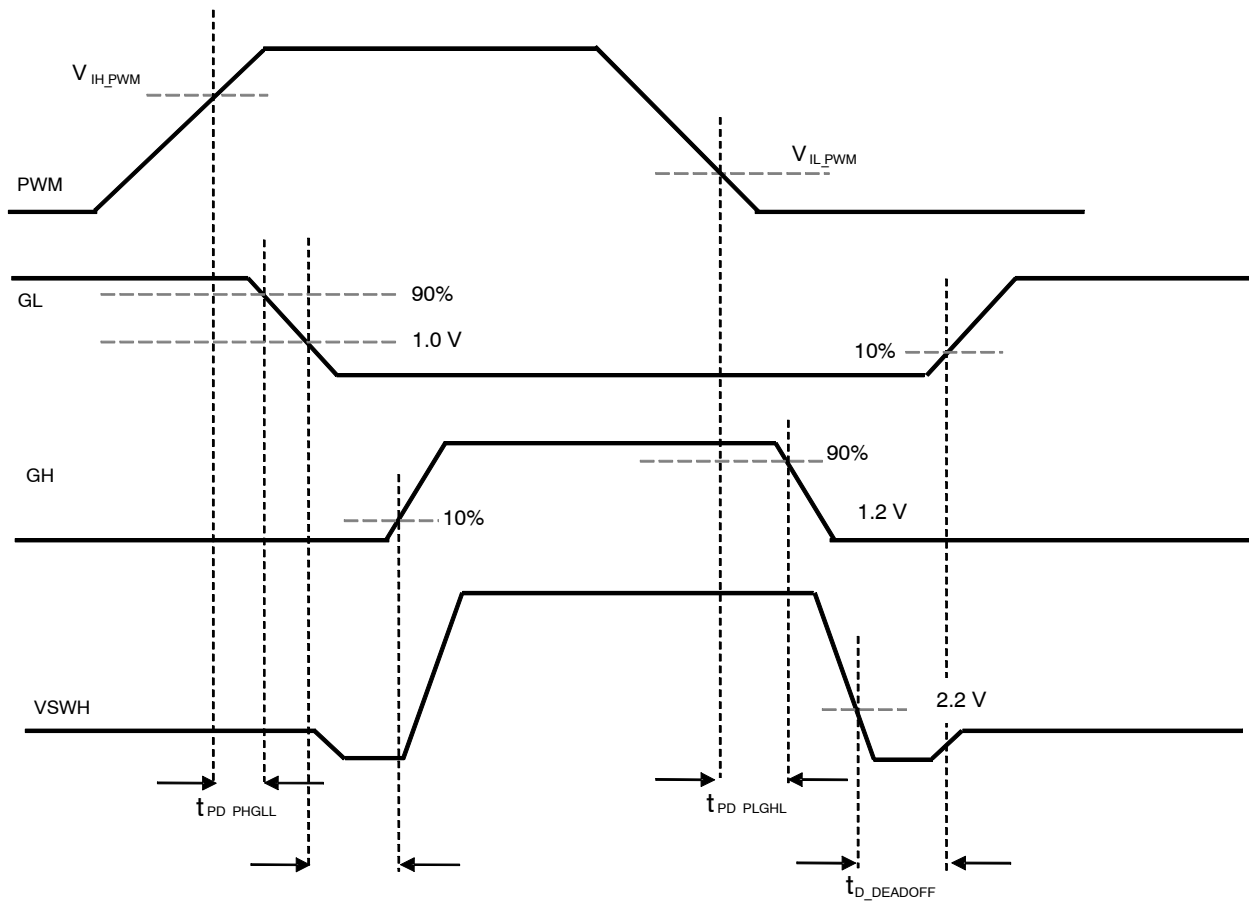 V IH_PWM
V IL_PWM
PWM
GL
90%
1.0 V
10%
GH
90%
10%
1.2 V
2.2 V
VSWH
t PD PHGLL
t PD PLGHL
t D_DEADOFF